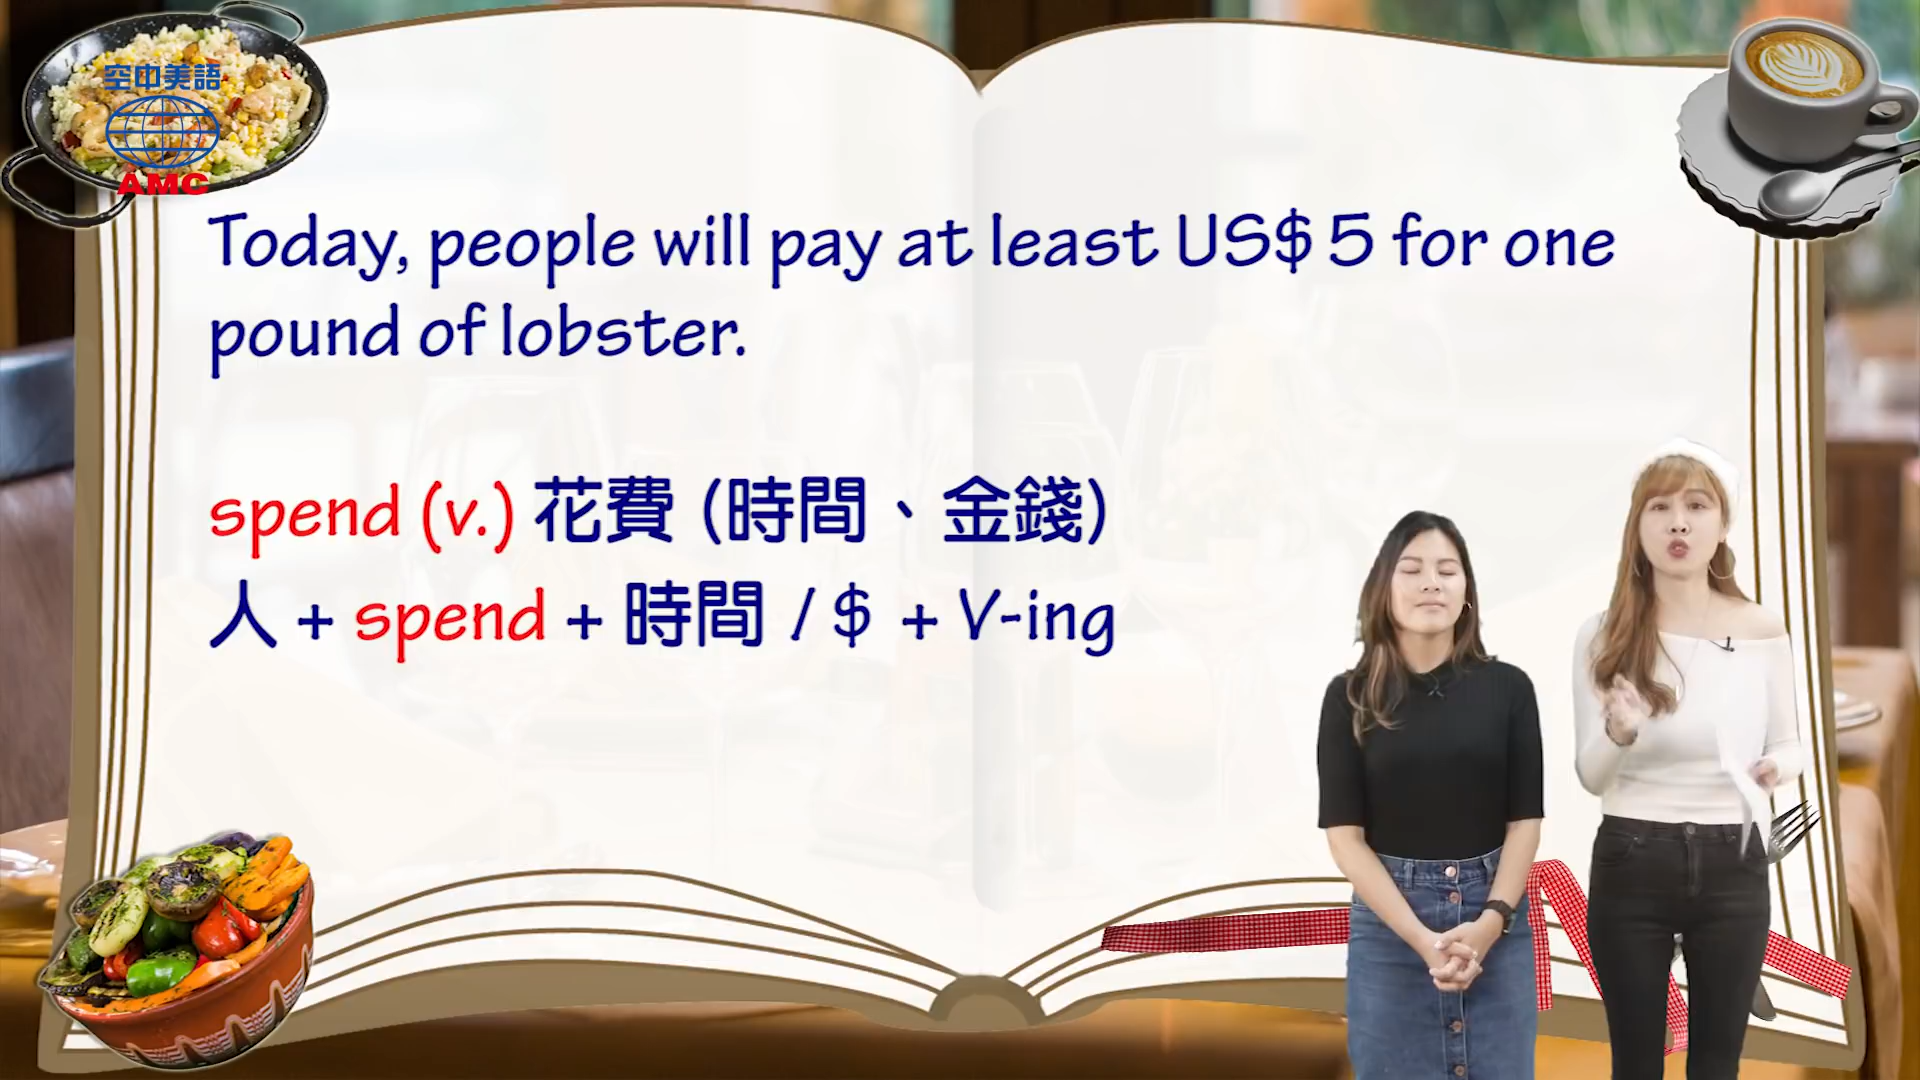 空中美語
AMC
Today, people will pay at least US$ 5 for one
pound of lobster.
spend (v.) 花費 (時間、金錢)
人 + spend + 時間 / $ + V-ing